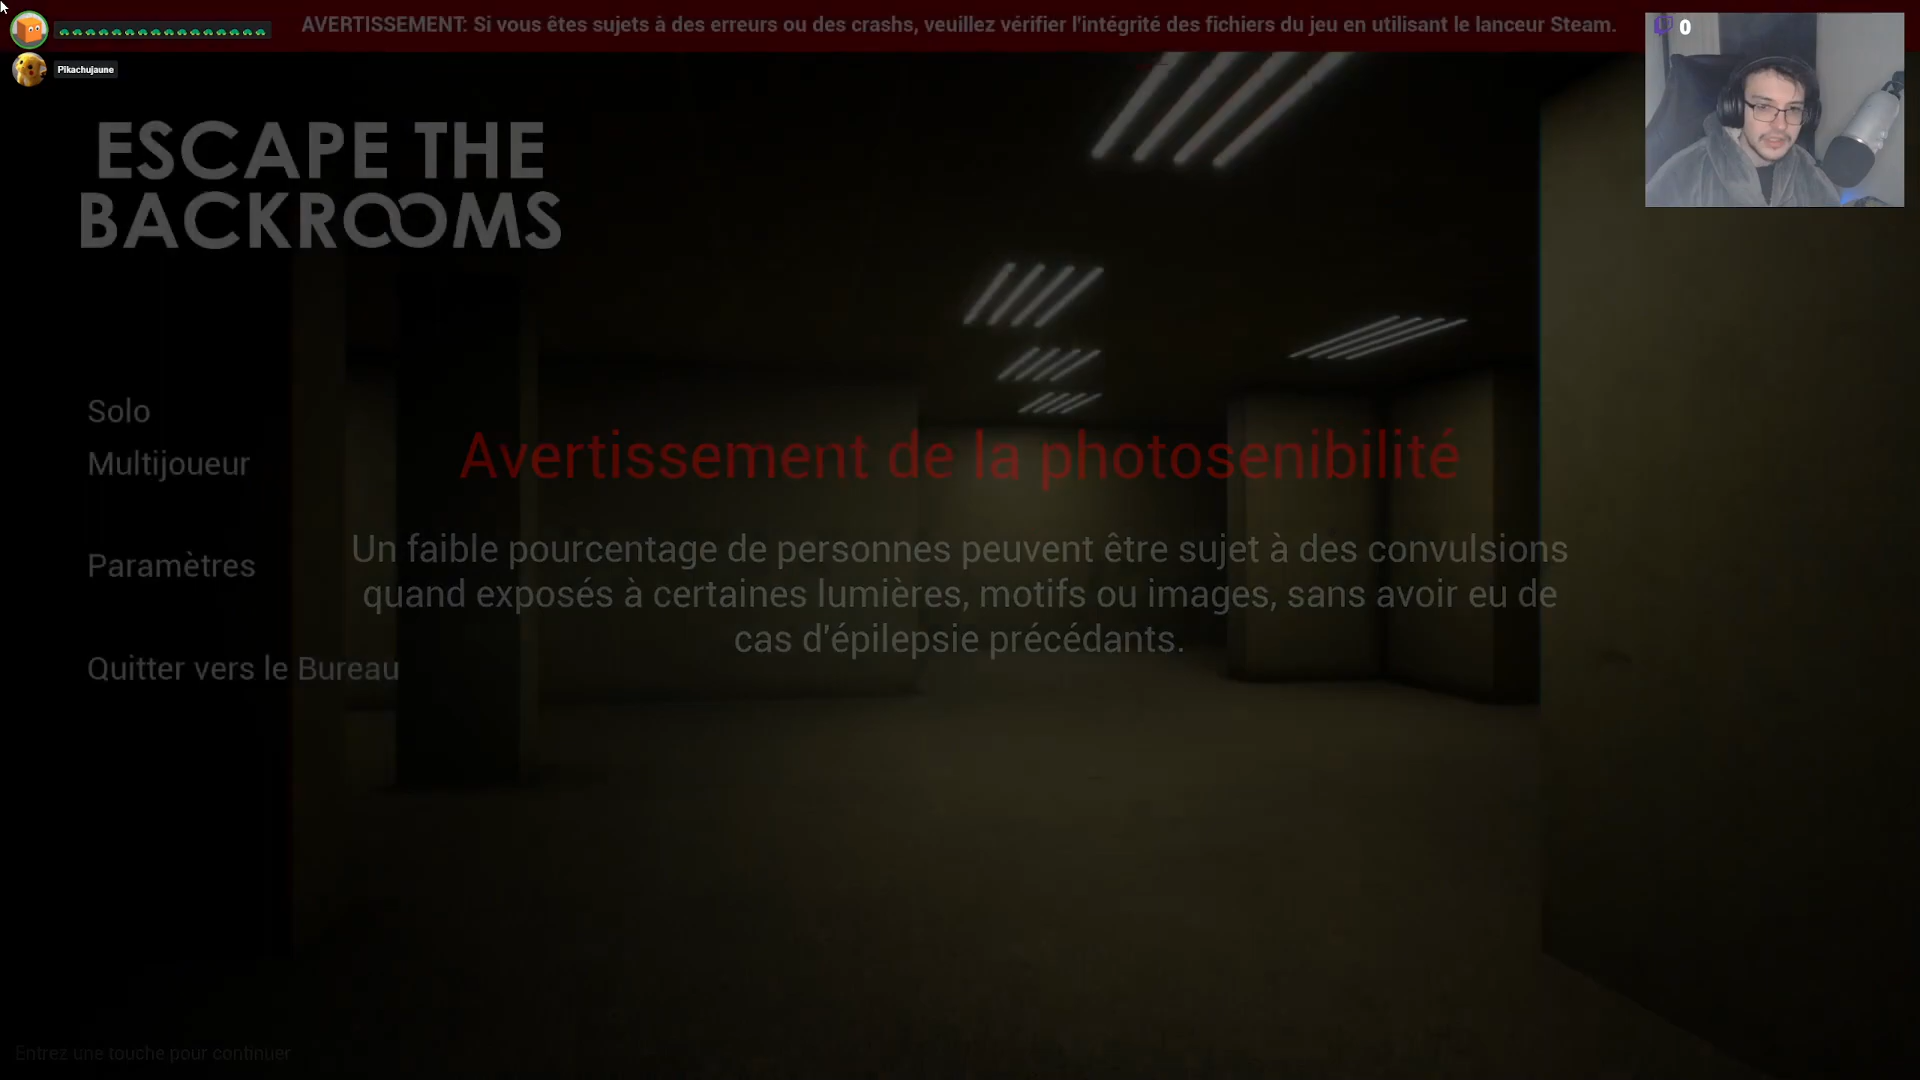 AVERTISSEMENT: Si vous êtes sujets à des erreurs ou des crashs, veuillez vérifier l'intégrité des fichiers du jeu en utilisant le lanceur Steam.
0
Pikachujaune
ESCAPE THE
BACKROOMS
Solo
Multijoueur
Paramètres
Quitter vers le Bureau
Avertissement de la photosenibilité
Un faible pourcentage de personnes peuvent être sujet à des convulsions
quand exposés à certaines lumières, motifs ou images, sans avoir eu de
cas d'épilepsie précédants.
Entrez une touche pour continuer